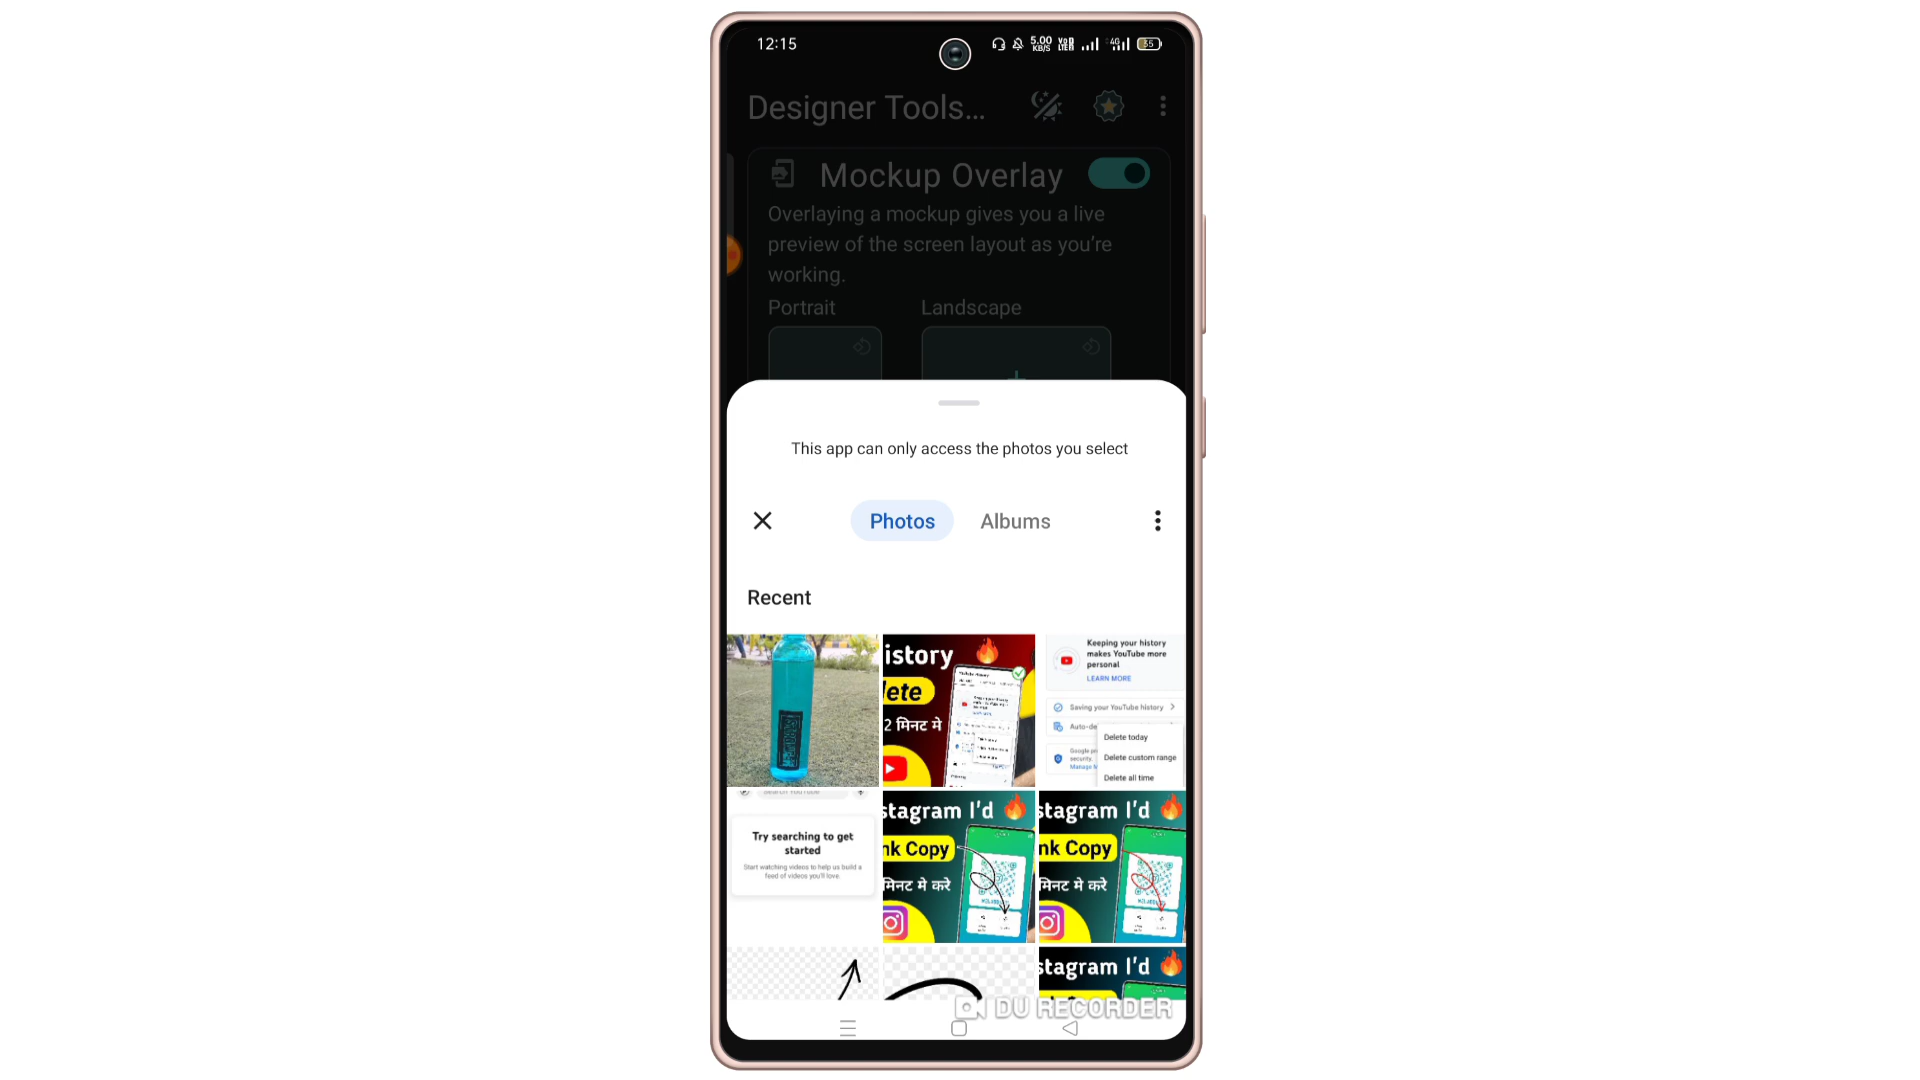 12:15
5.00
KB/S
4G
35
Designer Tools...
Mockup Overlay
Overlaying a mockup gives you a live
preview of the screen layout as you're
working.
Portrait
Landscape
This app can only access the photos you select
Photos
Albums
Recent
istory
lete
2 मिनट मे
Keeping your history
makes YouTube more
personal
LEARN MORE
Saving your YouTube history
Auto-de
Google pr
security.
Manage
Delete today
Delete custom range
Delete all time
Search YouTube
Try searching to get
started
Start watching videos to help us build a
feed of videos you'll love.
stagram I'd
nk Copy
मिनट मे करे
stagram I'd
nk Copy
मिनट मे करे
stagram I'd
DU RECORDER